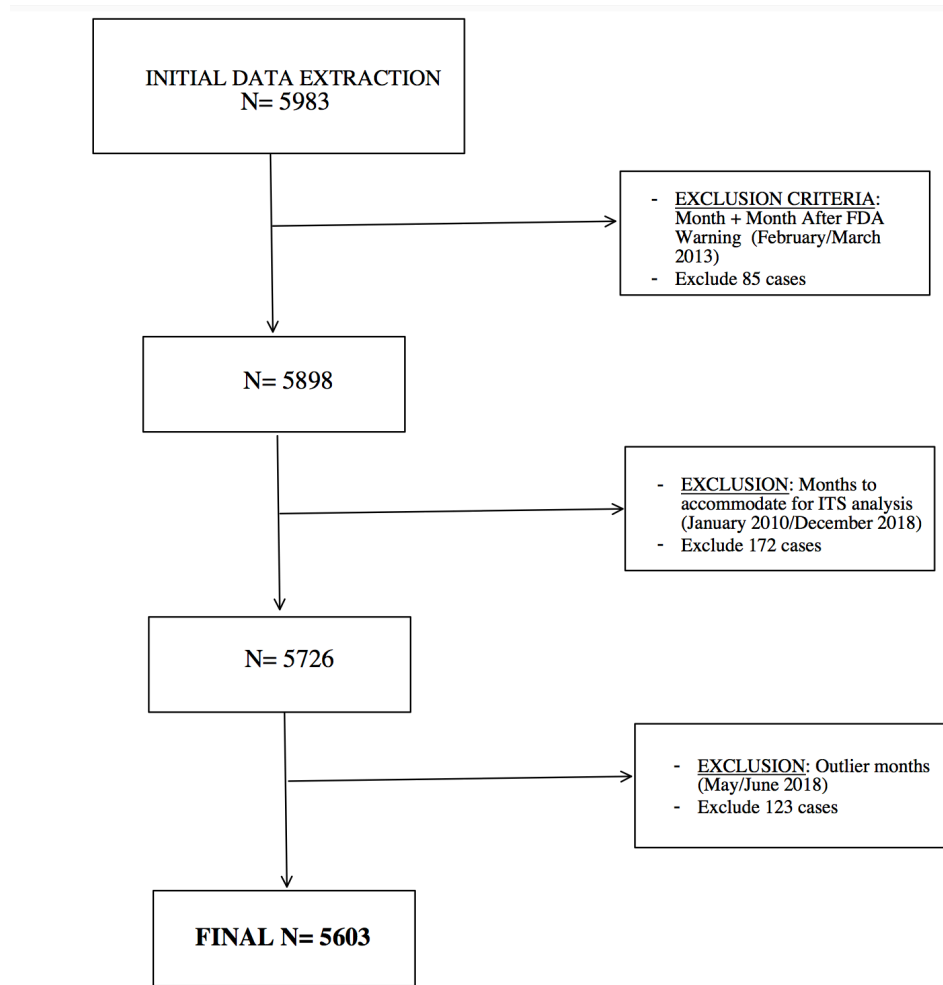 INITIAL DATA EXTRACTION
N= 5983
- EXCLUSION CRITERIA:
Month + Month After FDA
Warning (February/March
2013)
- Exclude 85 cases
N= 5898
- EXCLUSION: Months to
accommodate for ITS analysis
(January 2010/December 2018)
- Exclude 172 cases
N= 5726
- EXCLUSION: Outlier months
(May/June 2018)
- Exclude 123 cases
FINAL N= 5603